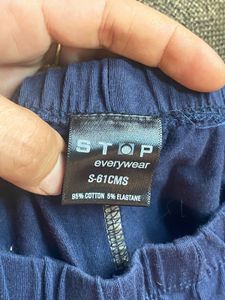 STOP
everywear
S-61CMS
95% COTTON 5% ELASTANE